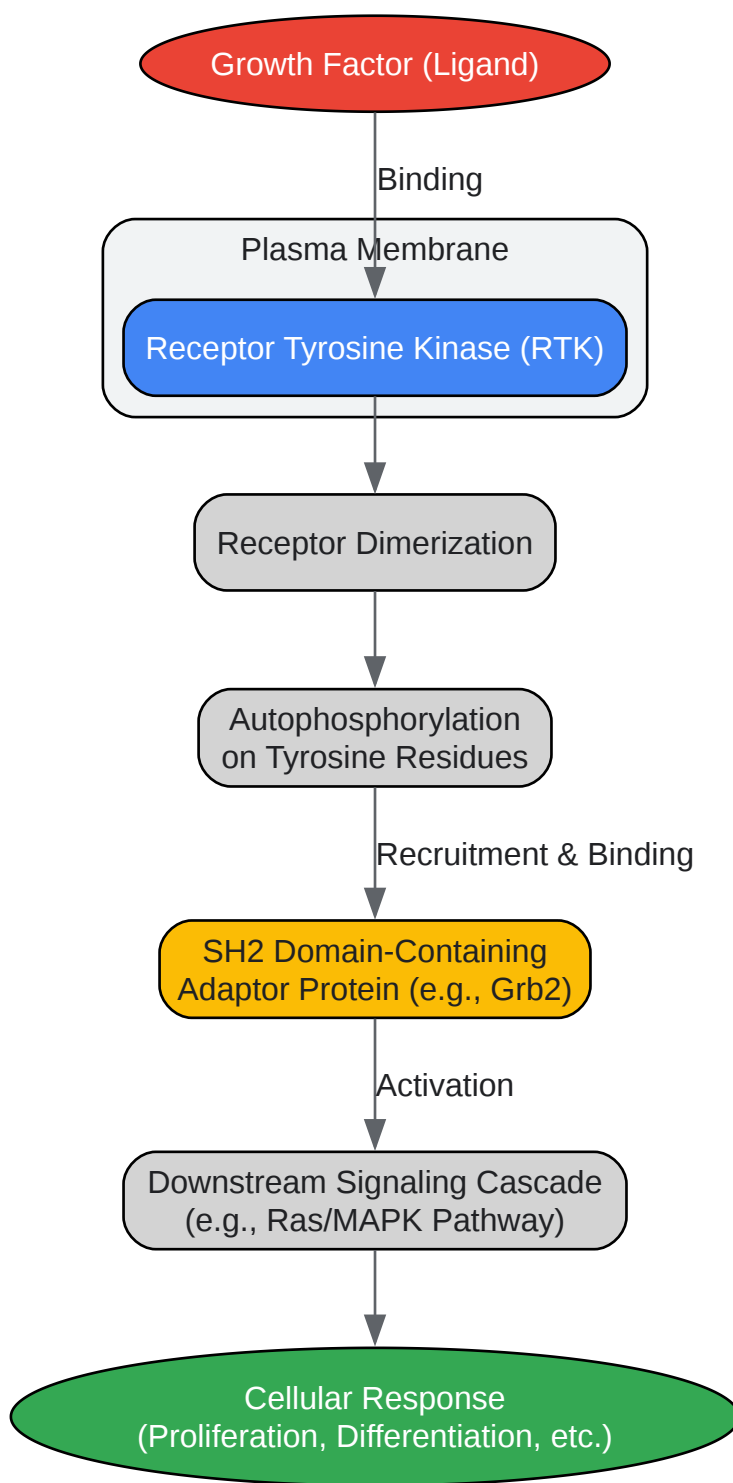 Growth Factor (Ligand)
Binding
Plasma Membrane
Receptor Tyrosine Kinase (RTK)
Receptor Dimerization
Autophosphorylation
on Tyrosine Residues
Recruitment & Binding
SH2 Domain-Containing
Adaptor Protein (e.g., Grb2)
Activation
Downstream Signaling Cascade
(e.g., Ras/MAPK Pathway)
Cellular Response
(Proliferation, Differentiation, etc.)